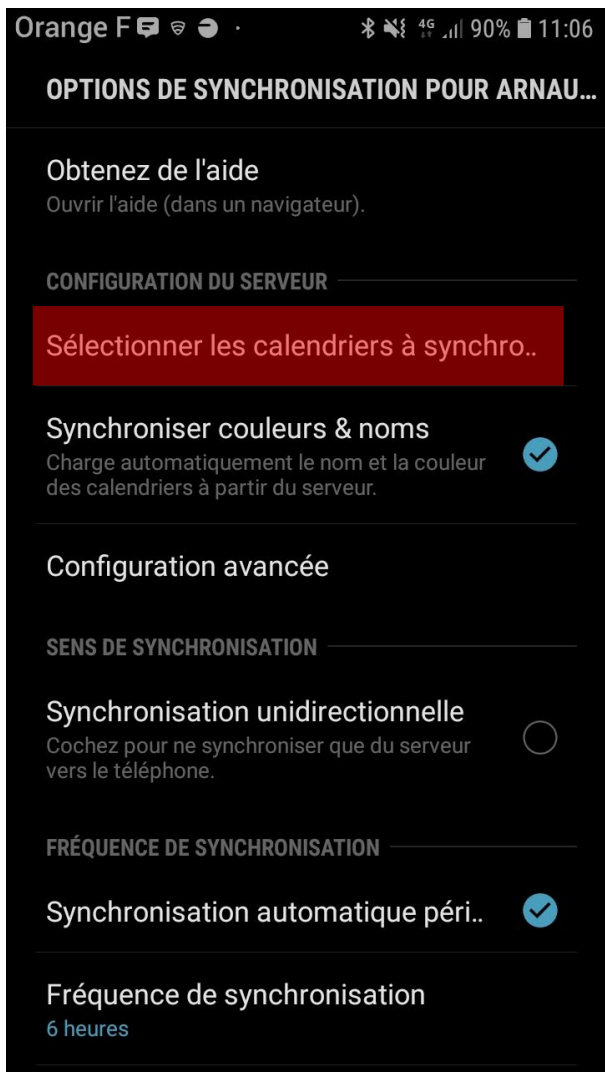 Orange F 4G 90% 11:06
OPTIONS DE SYNCHRONISATION POUR ARNAU…
Obtenez de l'aide
Ouvrir l'aide (dans un navigateur).
CONFIGURATION DU SERVEUR
Sélectionner les calendriers à synchro..
Synchroniser couleurs & noms
Charge automatiquement le nom et la couleur
des calendriers à partir du serveur.
Configuration avancée
SENS DE SYNCHRONISATION
Synchronisation unidirectionnelle
Cochez pour ne synchroniser que du serveur
vers le téléphone.
FRÉQUENCE DE SYNCHRONISATION
Synchronisation automatique péri..
Fréquence de synchronisation
6 heures